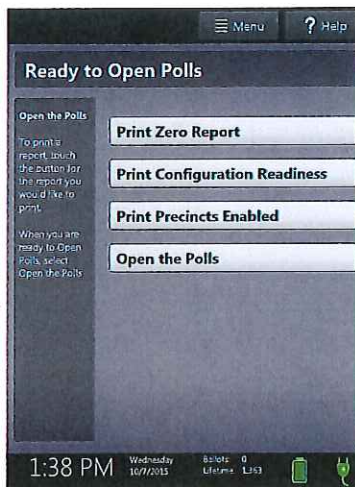 Menu ? Help
Ready to Open Polls
Open the Polls
To print a
report, touch
the button for
the report you
would like to
print.
When you are
ready to Open
Polls, select
Open the Polls
Print Zero Report
Print Configuration Readiness
Print Precincts Enabled
Open the Polls
1:38 PM
Wednesday
10/7/2015
Ballots: 0
Lifetime: 1,363